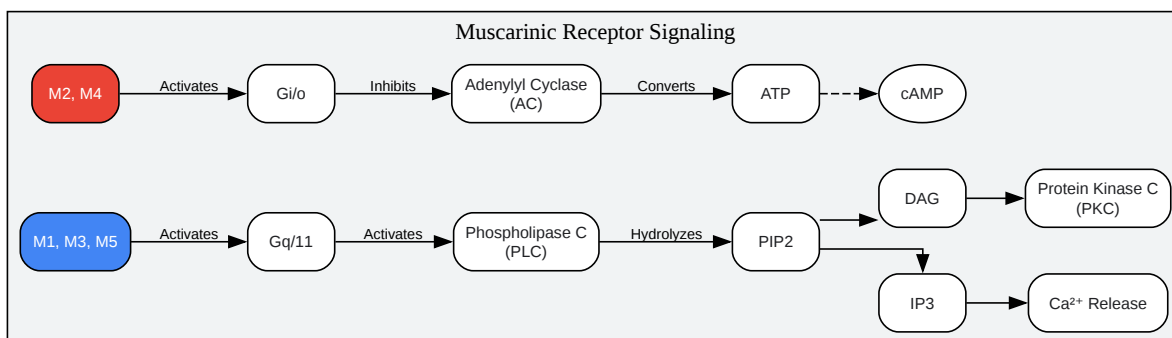 Muscarinic Receptor Signaling
M2, M4
Activates
Gi/o
Inhibits
Adenylyl Cyclase
(AC)
Converts
ATP
cAMP
M1, M3, M5
Activates
Gq/11
Activates
Phospholipase C
(PLC)
Hydrolyzes
PIP2
DAG
Protein Kinase C
(PKC)
IP3
Ca²⁺ Release